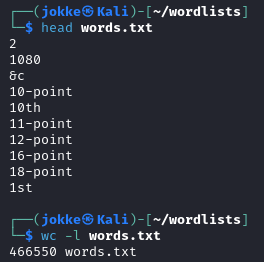 ┌──(jokke㉿Kali)-[~/wordlists]
└─$ head words.txt
2
1080
&c
10-point
10th
11-point
12-point
16-point
18-point
1st
┌──(jokke㉿Kali)-[~/wordlists]
└─$ wc -l words.txt
466550 words.txt